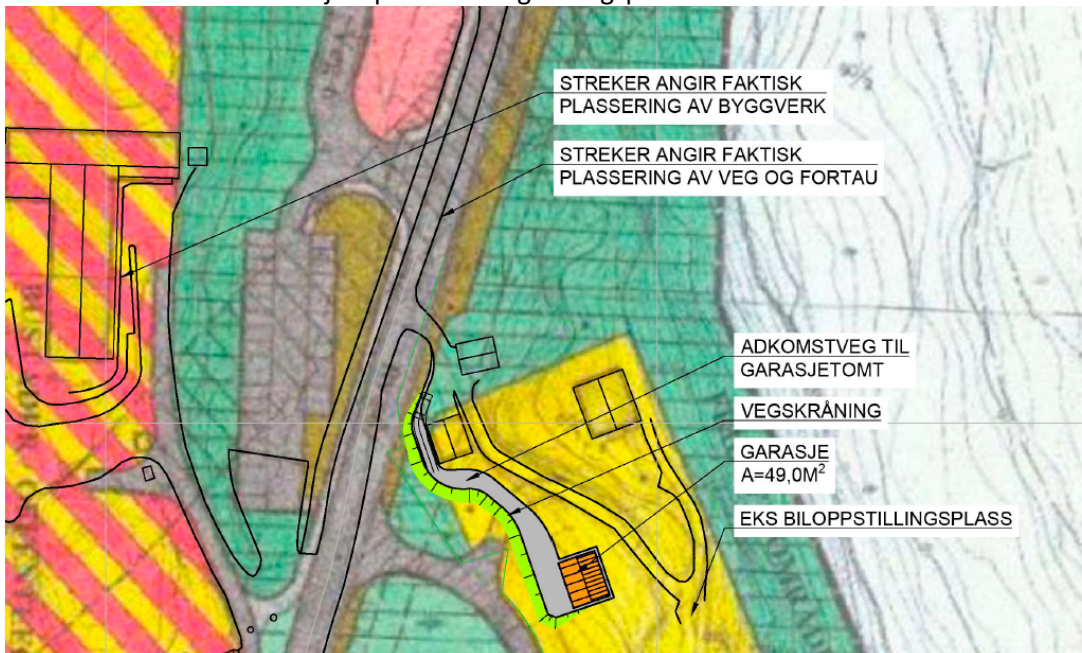 STREKER ANGIR FAKTISK
PLASSERING AV BYGGVERK
STREKER ANGIR FAKTISK
PLASSERING AV VEG OG FORTAU
ADKOMSTVEG TIL
GARASJETOMT
VEGSKRÅNING
GARASJE
A=49,0M²
EKS BILOPPSTILLINGSPLASS